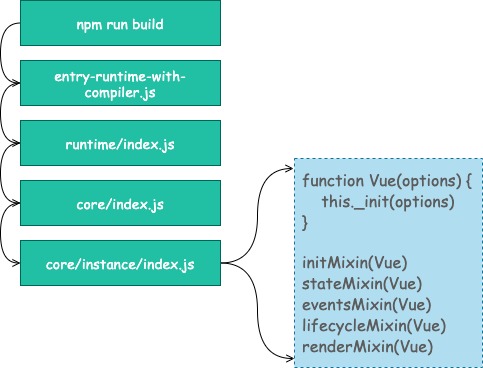 npm run build
entry-runtime-with-
compiler.js
runtime/index.js
core/index.js
core/instance/index.js
function Vue(options) {
this._init(options)
}
initMixin(Vue)
stateMixin(Vue)
eventsMixin(Vue)
lifecycleMixin(Vue)
renderMixin(Vue)